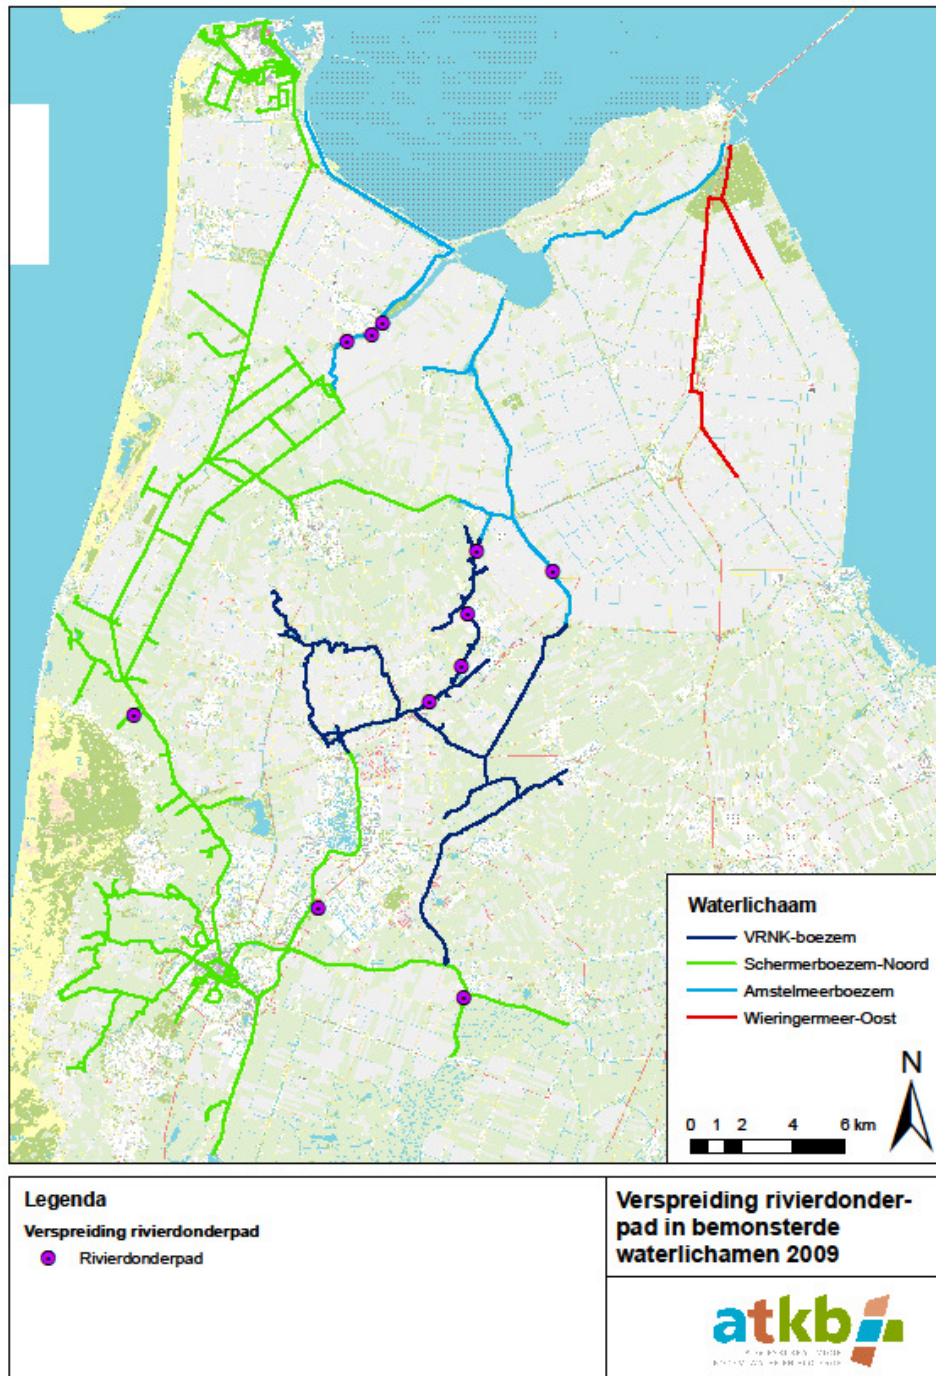 Waterlichaam
VRNK-boezem
Schermerboezem-Noord
Amstelmeerboezem
Wieringermeer-Oost
N
0 1 2 4 6 km
Legenda
Verspreiding rivierdonderpad
Rivierdonderpad
Verspreiding rivierdonder-
pad in bemonsterde
waterlichamen 2009
atkb